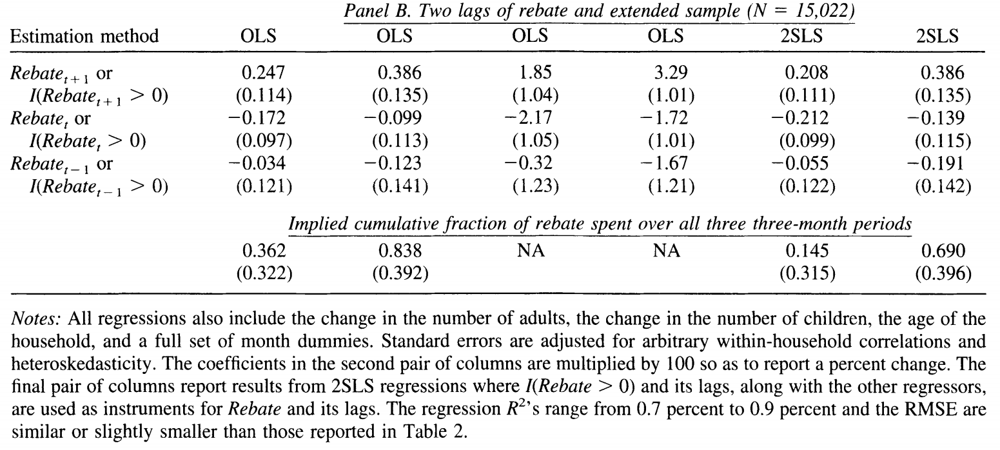 Panel B. Two lags of rebate and extended sample (N = 15,022)
Estimation method OLS OLS OLS OLS 2SLS 2SLS
Rebate_{t+1} or 0.247 0.386 1.85 3.29 0.208 0.386
I(Rebate_{t+1} > 0) (0.114) (0.135) (1.04) (1.01) (0.111) (0.135)
Rebate_t or −0.172 −0.099 −2.17 −1.72 −0.212 −0.139
I(Rebate_t > 0) (0.097) (0.113) (1.05) (1.01) (0.099) (0.115)
Rebate_{t−1} or −0.034 −0.123 −0.32 −1.67 −0.055 −0.191
I(Rebate_{t−1} > 0) (0.121) (0.141) (1.23) (1.21) (0.122) (0.142)
Implied cumulative fraction of rebate spent over all three three-month periods
0.362 0.838 NA NA 0.145 0.690
(0.322) (0.392) (0.315) (0.396)
Notes: All regressions also include the change in the number of adults, the change in the number of children, the age of the
household, and a full set of month dummies. Standard errors are adjusted for arbitrary within-household correlations and
heteroskedasticity. The coefficients in the second pair of columns are multiplied by 100 so as to report a percent change. The
final pair of columns report results from 2SLS regressions where I(Rebate > 0) and its lags, along with the other regressors,
are used as instruments for Rebate and its lags. The regression R²'s range from 0.7 percent to 0.9 percent and the RMSE are
similar or slightly smaller than those reported in Table 2.